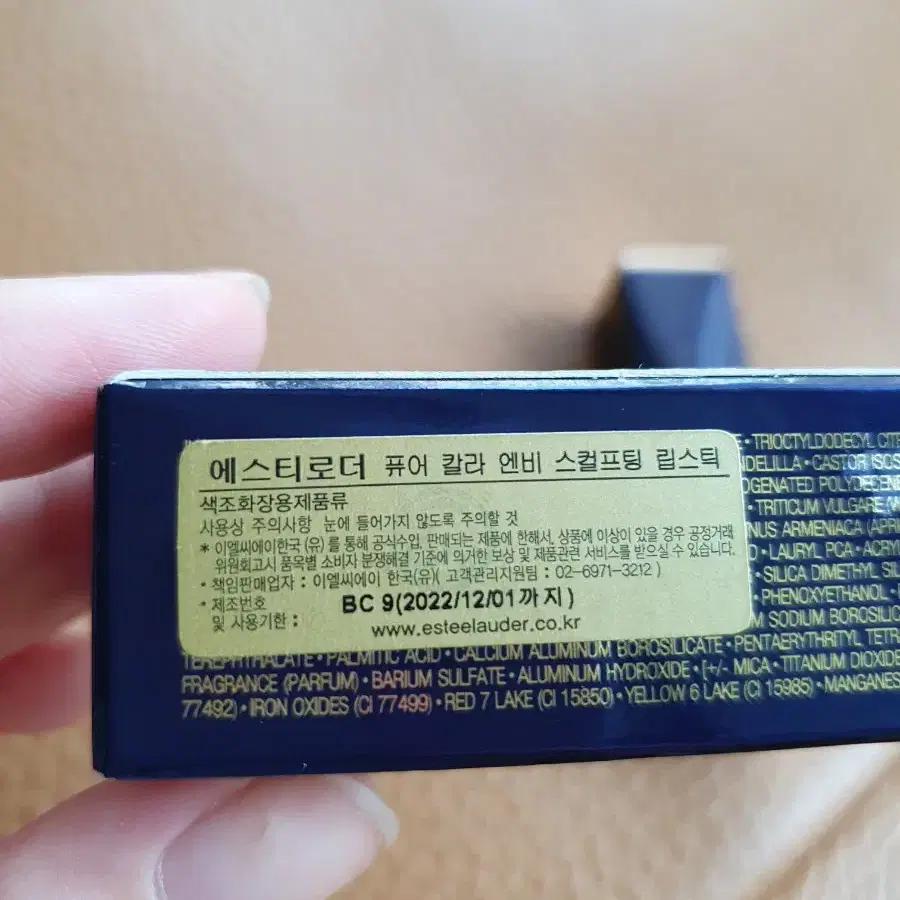 에스티로더 퓨어 칼라 엔비 스컬프팅 립스틱
색조화장용제품류
사용상 주의사항 눈에 들어가지 않도록 주의할 것
* 이엘씨에이한국 (유) 를 통해 공식수입, 판매되는 제품에 한해서, 상품에 이상이 있을 경우 공정거래
위원회고시 품목별 소비자 분쟁해결 기준에 의거한 보상 및 제품관련 서비스를 받으실 수 있습니다.
· 책임판매업자 : 이엘씨에이 한국(유)( 고객관리지원팀 : 02-6971-3212 )
· 제조번호
및 사용기한 : BC 9(2022/12/01까지)
www.esteelauder.co.kr
• TRIOCTYLDODECYL
• CASTOR
POLYDECENE
• TRITICUM VULGARE
ARMENIACA
• LAURYL PCA •
• SILICA DIMETHYL
• PHENOXYETHANOL •
SODIUM
TEREPHTHALATE • PALMITIC ACID • CALCIUM ALUMINUM BOROSILICATE • PENTAERYTHRITYL
FRAGRANCE (PARFUM) • BARIUM SULFATE • ALUMINUM HYDROXIDE • [+/- MICA • TITANIUM
77492) • IRON OXIDES (CI 77499) • RED 7 LAKE (CI 15850) • YELLOW 6 LAKE (CI 15985) •